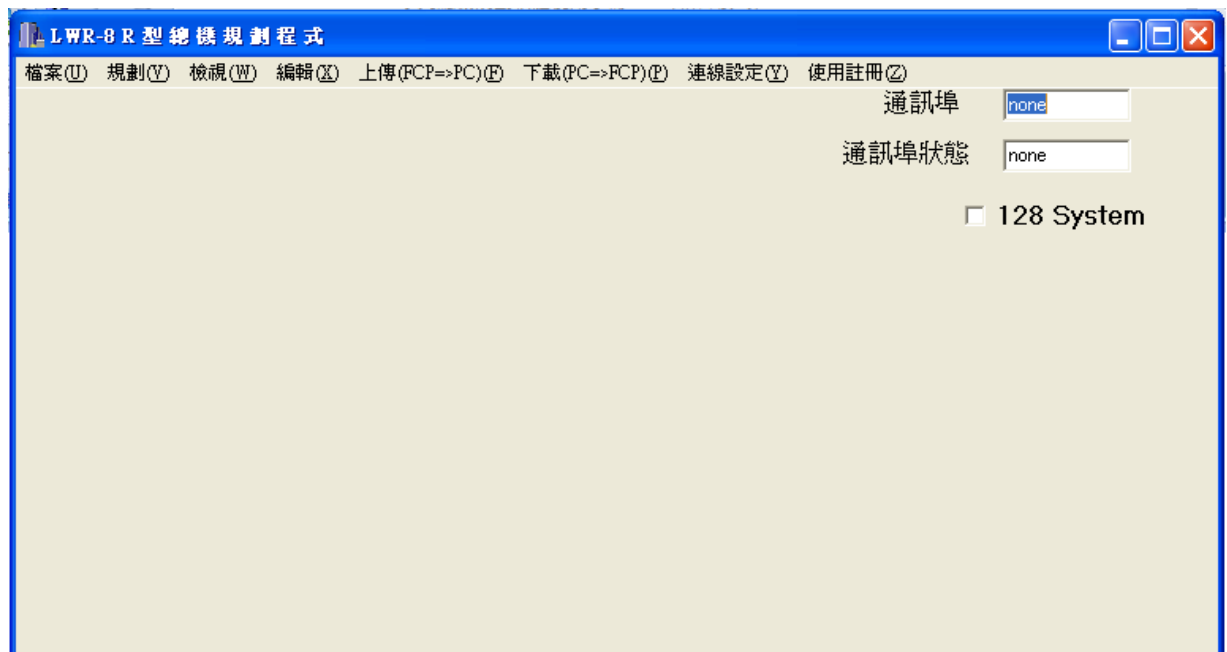 LWR-8 R 型總機規劃程式
檔案(U) 規劃(V) 檢視(W) 編輯(X) 上傳(FCP=>PC)(F) 下載(PC=>FCP)(P) 連線設定(Y) 使用註冊(Z)
通訊埠 none
通訊埠狀態 none
128 System